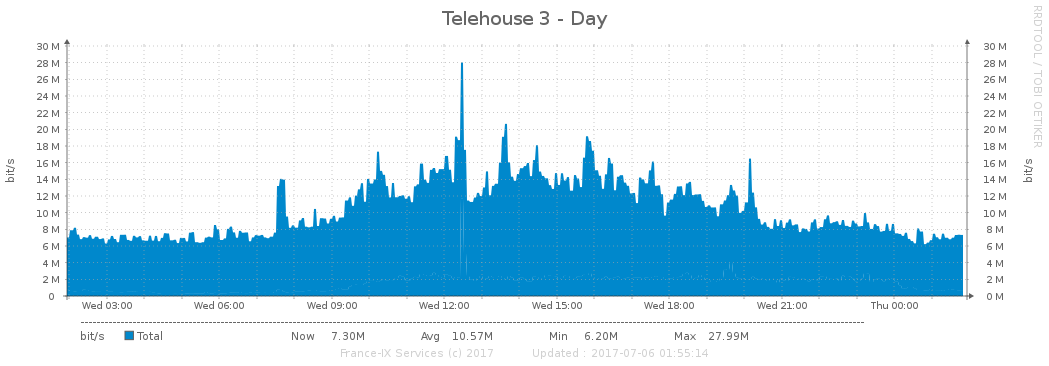 Telehouse 3 - Day
RRDTOOL / TOBI OETIKER
bit/s
30 M 30 M
28 M 28 M
26 M 26 M
24 M 24 M
22 M 22 M
20 M 20 M
18 M 18 M
16 M 16 M
14 M 14 M
12 M 12 M
10 M 10 M
8 M 8 M
6 M 6 M
4 M 4 M
2 M 2 M
0 0 M
bit/s
Wed 03:00 Wed 06:00 Wed 09:00 Wed 12:00 Wed 15:00 Wed 18:00 Wed 21:00 Thu 00:00
bit/s Total Now 7.30M Avg 10.57M Min 6.20M Max 27.99M
France-IX Services (c) 2017 Updated : 2017-07-06 01:55:14